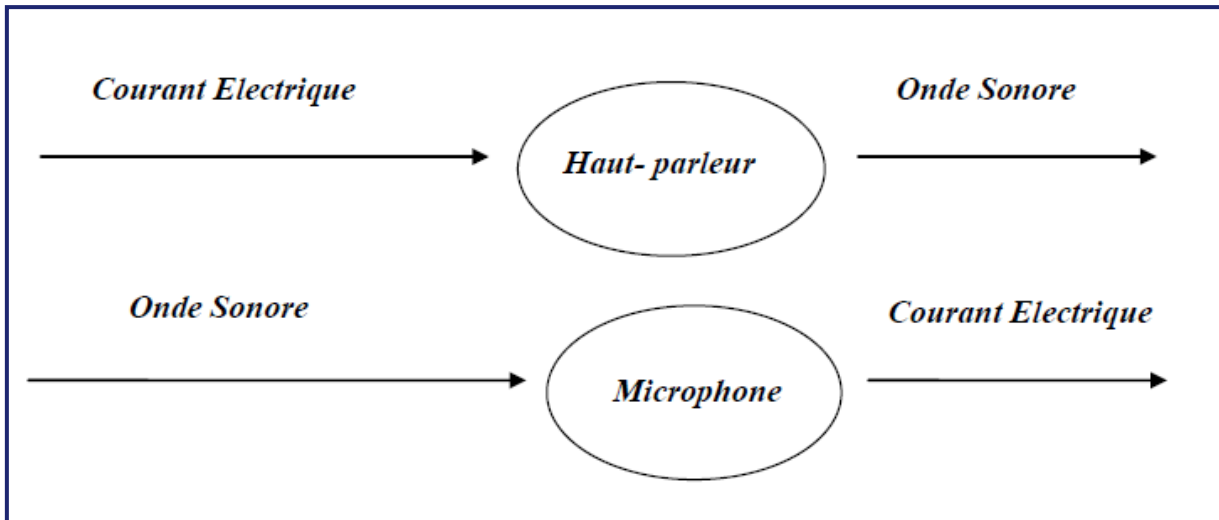 Courant Electrique
Onde Sonore
Haut- parleur
Onde Sonore
Courant Electrique
Microphone